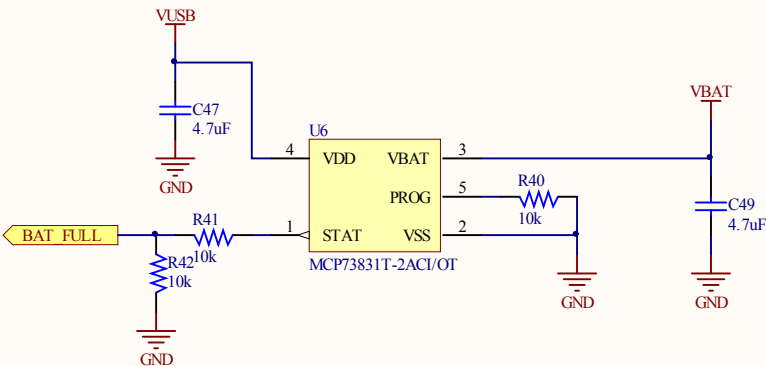 VUSB
C47
4.7uF
GND
U6
4
VDD
VBAT
3
VBAT
PROG
5
R40
10k
C49
4.7uF
BAT_FULL
R41
10k
1
STAT
VSS
2
R42
10k
MCP73831T-2ACI/OT
GND
GND
GND